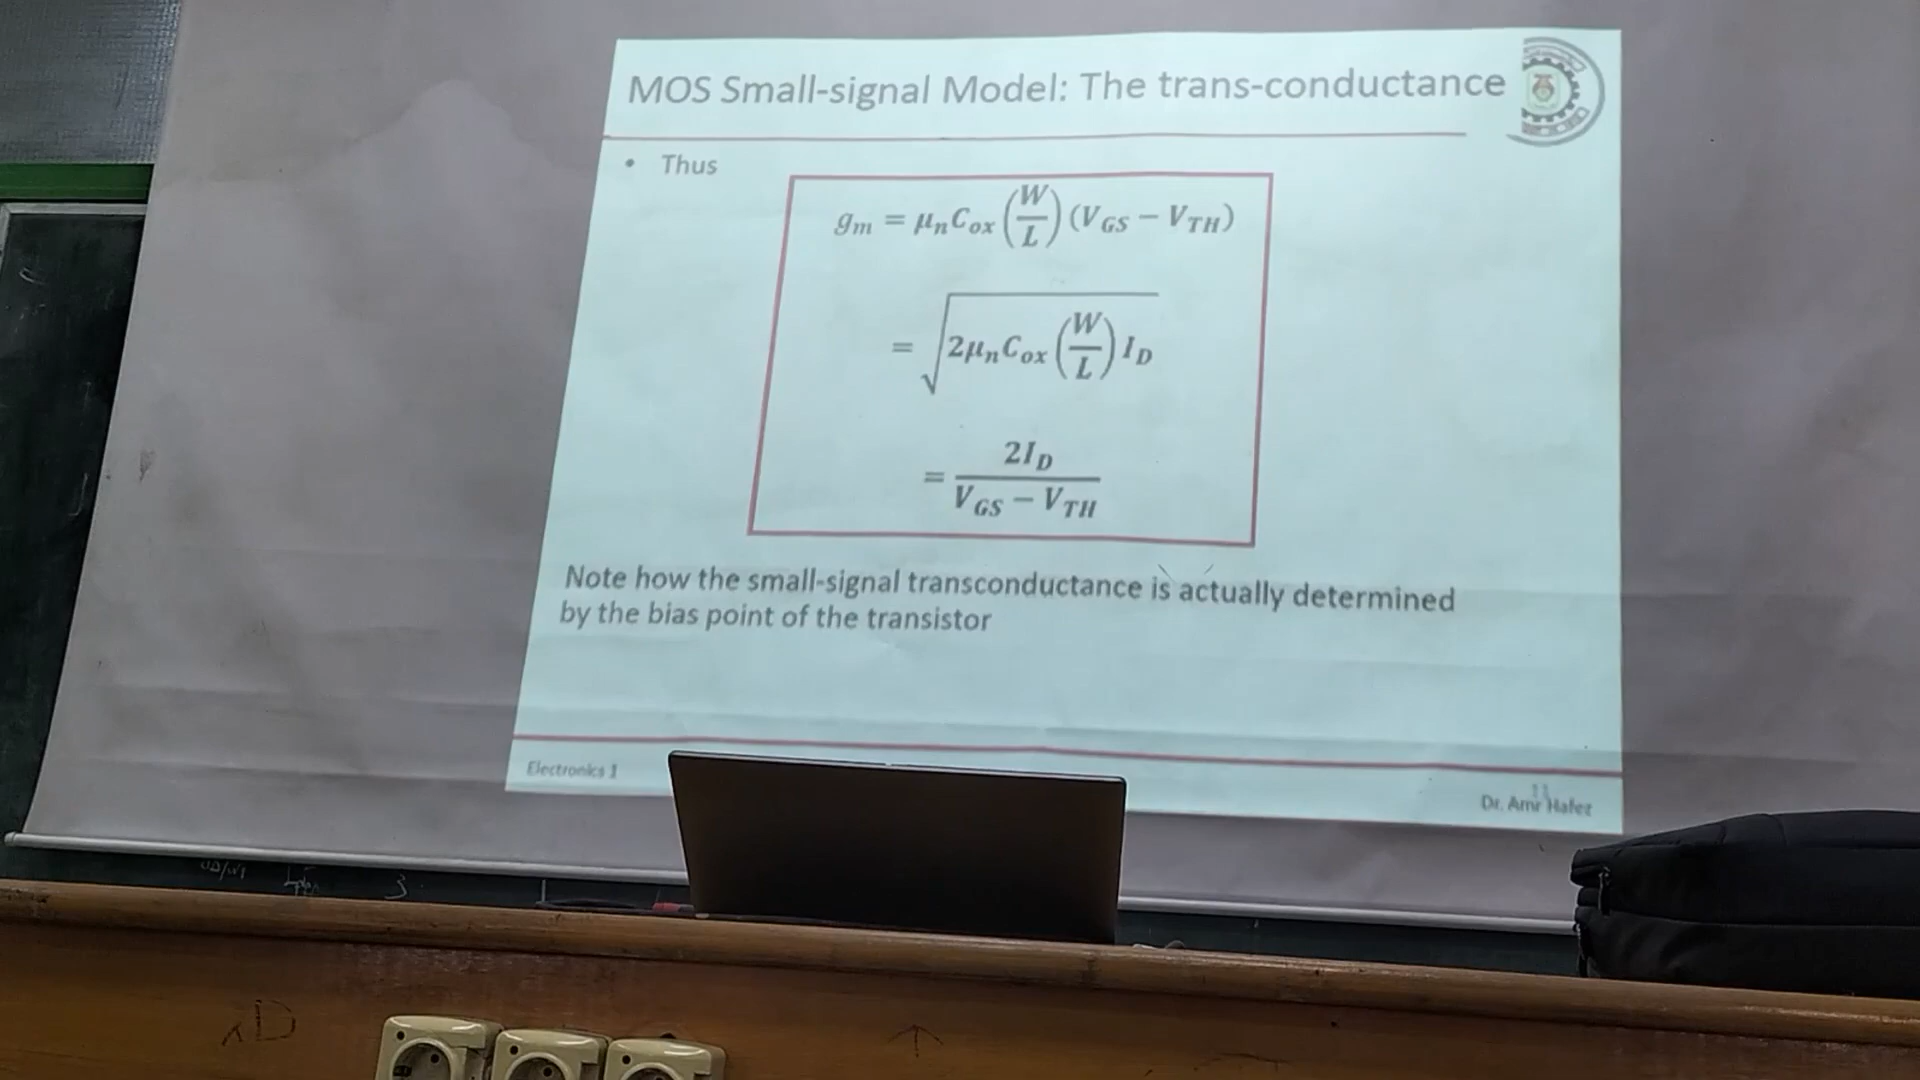 MOS Small-signal Model: The trans-conductance
• Thus
g_m = μ_n C_ox (W/L) (V_GS − V_TH)
= √(2μ_n C_ox (W/L) I_D)
= 2I_D / (V_GS − V_TH)
Note how the small-signal transconductance is actually determined
by the bias point of the transistor
Electronics 1
11
Dr. Amr Hafez